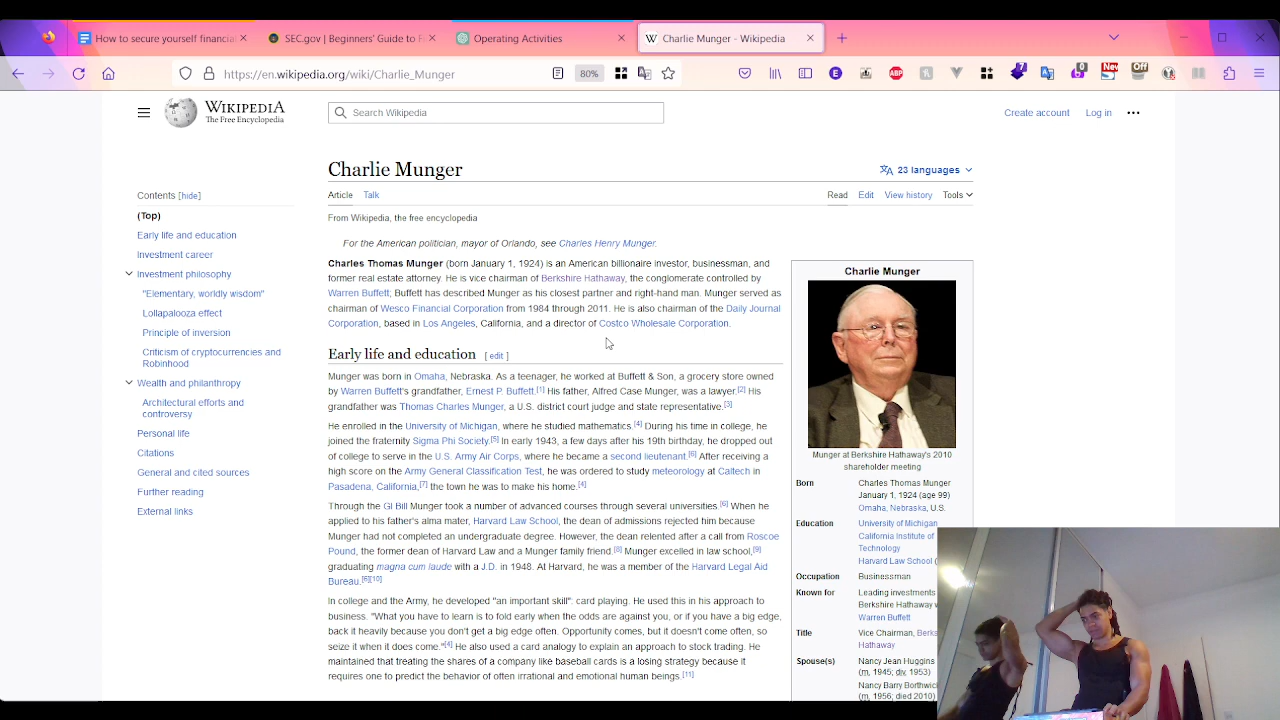 How to secure yourself financial
SEC.gov | Beginners' Guide to F
Operating Activities
Charlie Munger - Wikipedia
https://en.wikipedia.org/wiki/Charlie_Munger
80%
E
ABP
7
0
New
Off
WIKIPEDIA
The Free Encyclopedia
Search Wikipedia
Create account
Log in
Charlie Munger
23 languages
Contents [hide]
(Top)
Early life and education
Investment career
Investment philosophy
"Elementary, worldly wisdom"
Lollapalooza effect
Principle of inversion
Criticism of cryptocurrencies and
Robinhood
Wealth and philanthropy
Architectural efforts and
controversy
Personal life
Citations
General and cited sources
Further reading
External links
Article Talk
Read Edit View history Tools
From Wikipedia, the free encyclopedia
For the American politician, mayor of Orlando, see Charles Henry Munger.
Charles Thomas Munger (born January 1, 1924) is an American billionaire investor, businessman, and
former real estate attorney. He is vice chairman of Berkshire Hathaway, the conglomerate controlled by
Warren Buffett; Buffett has described Munger as his closest partner and right-hand man. Munger served as
chairman of Wesco Financial Corporation from 1984 through 2011. He is also chairman of the Daily Journal
Corporation, based in Los Angeles, California, and a director of Costco Wholesale Corporation.
Early life and education [ edit ]
Munger was born in Omaha, Nebraska. As a teenager, he worked at Buffett & Son, a grocery store owned
by Warren Buffett's grandfather, Ernest P. Buffett.[1] His father, Alfred Case Munger, was a lawyer.[2] His
grandfather was Thomas Charles Munger, a U.S. district court judge and state representative.[3]
He enrolled in the University of Michigan, where he studied mathematics.[4] During his time in college, he
joined the fraternity Sigma Phi Society.[5] In early 1943, a few days after his 19th birthday, he dropped out
of college to serve in the U.S. Army Air Corps, where he became a second lieutenant.[6] After receiving a
high score on the Army General Classification Test, he was ordered to study meteorology at Caltech in
Pasadena, California,[7] the town he was to make his home.[4]
Through the GI Bill Munger took a number of advanced courses through several universities.[6] When he
applied to his father's alma mater, Harvard Law School, the dean of admissions rejected him because
Munger had not completed an undergraduate degree. However, the dean relented after a call from Roscoe
Pound, the former dean of Harvard Law and a Munger family friend.[8] Munger excelled in law school,[9]
graduating magna cum laude with a J.D. in 1948. At Harvard, he was a member of the Harvard Legal Aid
Bureau.[6][10]
In college and the Army, he developed "an important skill": card playing. He used this in his approach to
business. "What you have to learn is to fold early when the odds are against you, or if you have a big edge,
back it heavily because you don't get a big edge often. Opportunity comes, but it doesn't come often, so
seize it when it does come."[4] He also used a card analogy to explain an approach to stock trading. He
maintained that treating the shares of a company like baseball cards is a losing strategy because it
requires one to predict the behavior of often irrational and emotional human beings.[11]
Charlie Munger
Munger at Berkshire Hathaway's 2010
shareholder meeting
Born Charles Thomas Munger
January 1, 1924 (age 99)
Omaha, Nebraska, U.S.
Education University of Michigan
California Institute of
Technology
Harvard Law School (
Occupation Businessman
Known for Leading investments
Berkshire Hathaway w
Warren Buffett
Title Vice Chairman, Berks
Hathaway
Spouse(s) Nancy Jean Huggins
(m. 1945; div. 1953)
Nancy Barry Borthwick
(m. 1956; died 2010)